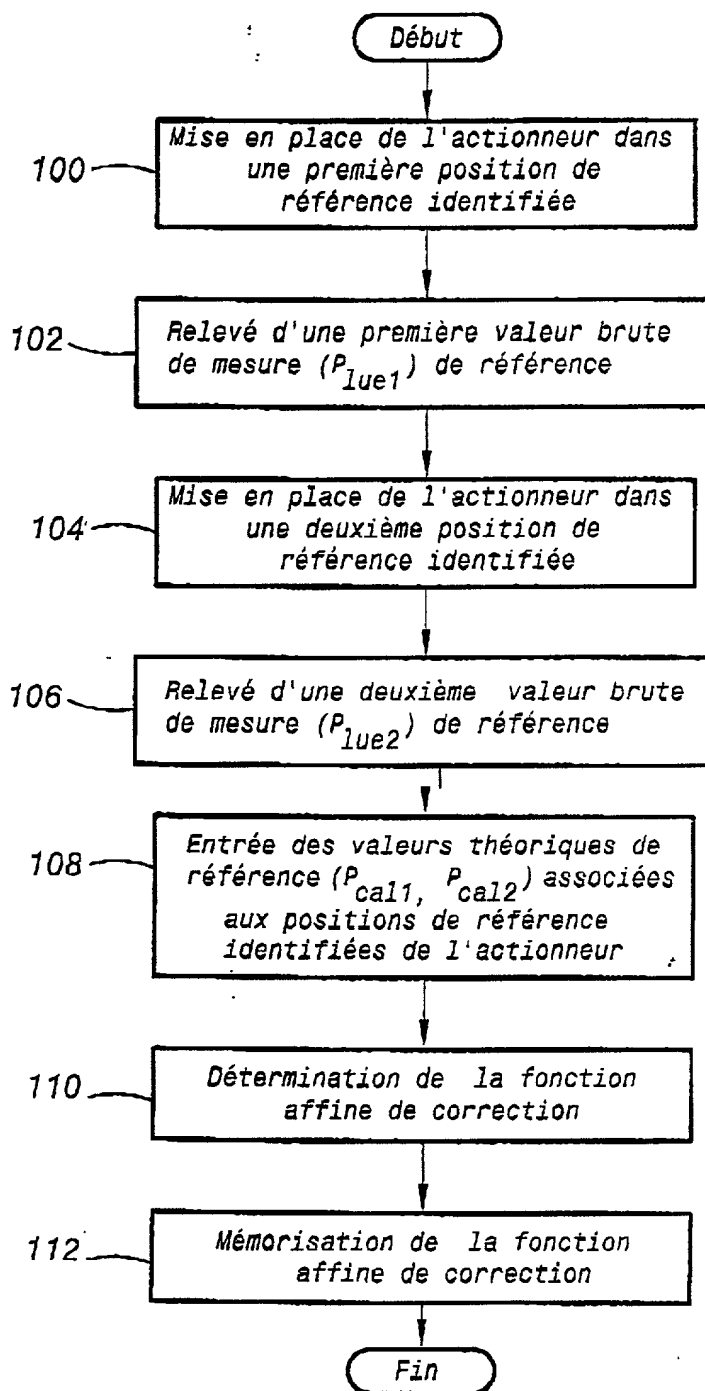 Début
100
Mise en place de l'actionneur dans
une première position de
référence identifiée
102
Relevé d'une première valeur brute
de mesure (P_lue1) de référence
104
Mise en place de l'actionneur dans
une deuxième position de
référence identifiée
106
Relevé d'une deuxième valeur brute
de mesure (P_lue2) de référence
108
Entrée des valeurs théoriques de
référence (P_cal1, P_cal2) associées
aux positions de référence
identifiées de l'actionneur
110
Détermination de la fonction
affine de correction
112
Mémorisation de la fonction
affine de correction
Fin